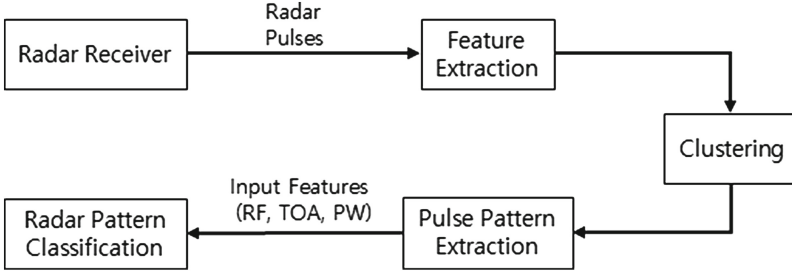 Radar Receiver
Radar
Pulses
Feature
Extraction
Clustering
Pulse Pattern
Extraction
Input Features
(RF, TOA, PW)
Radar Pattern
Classification